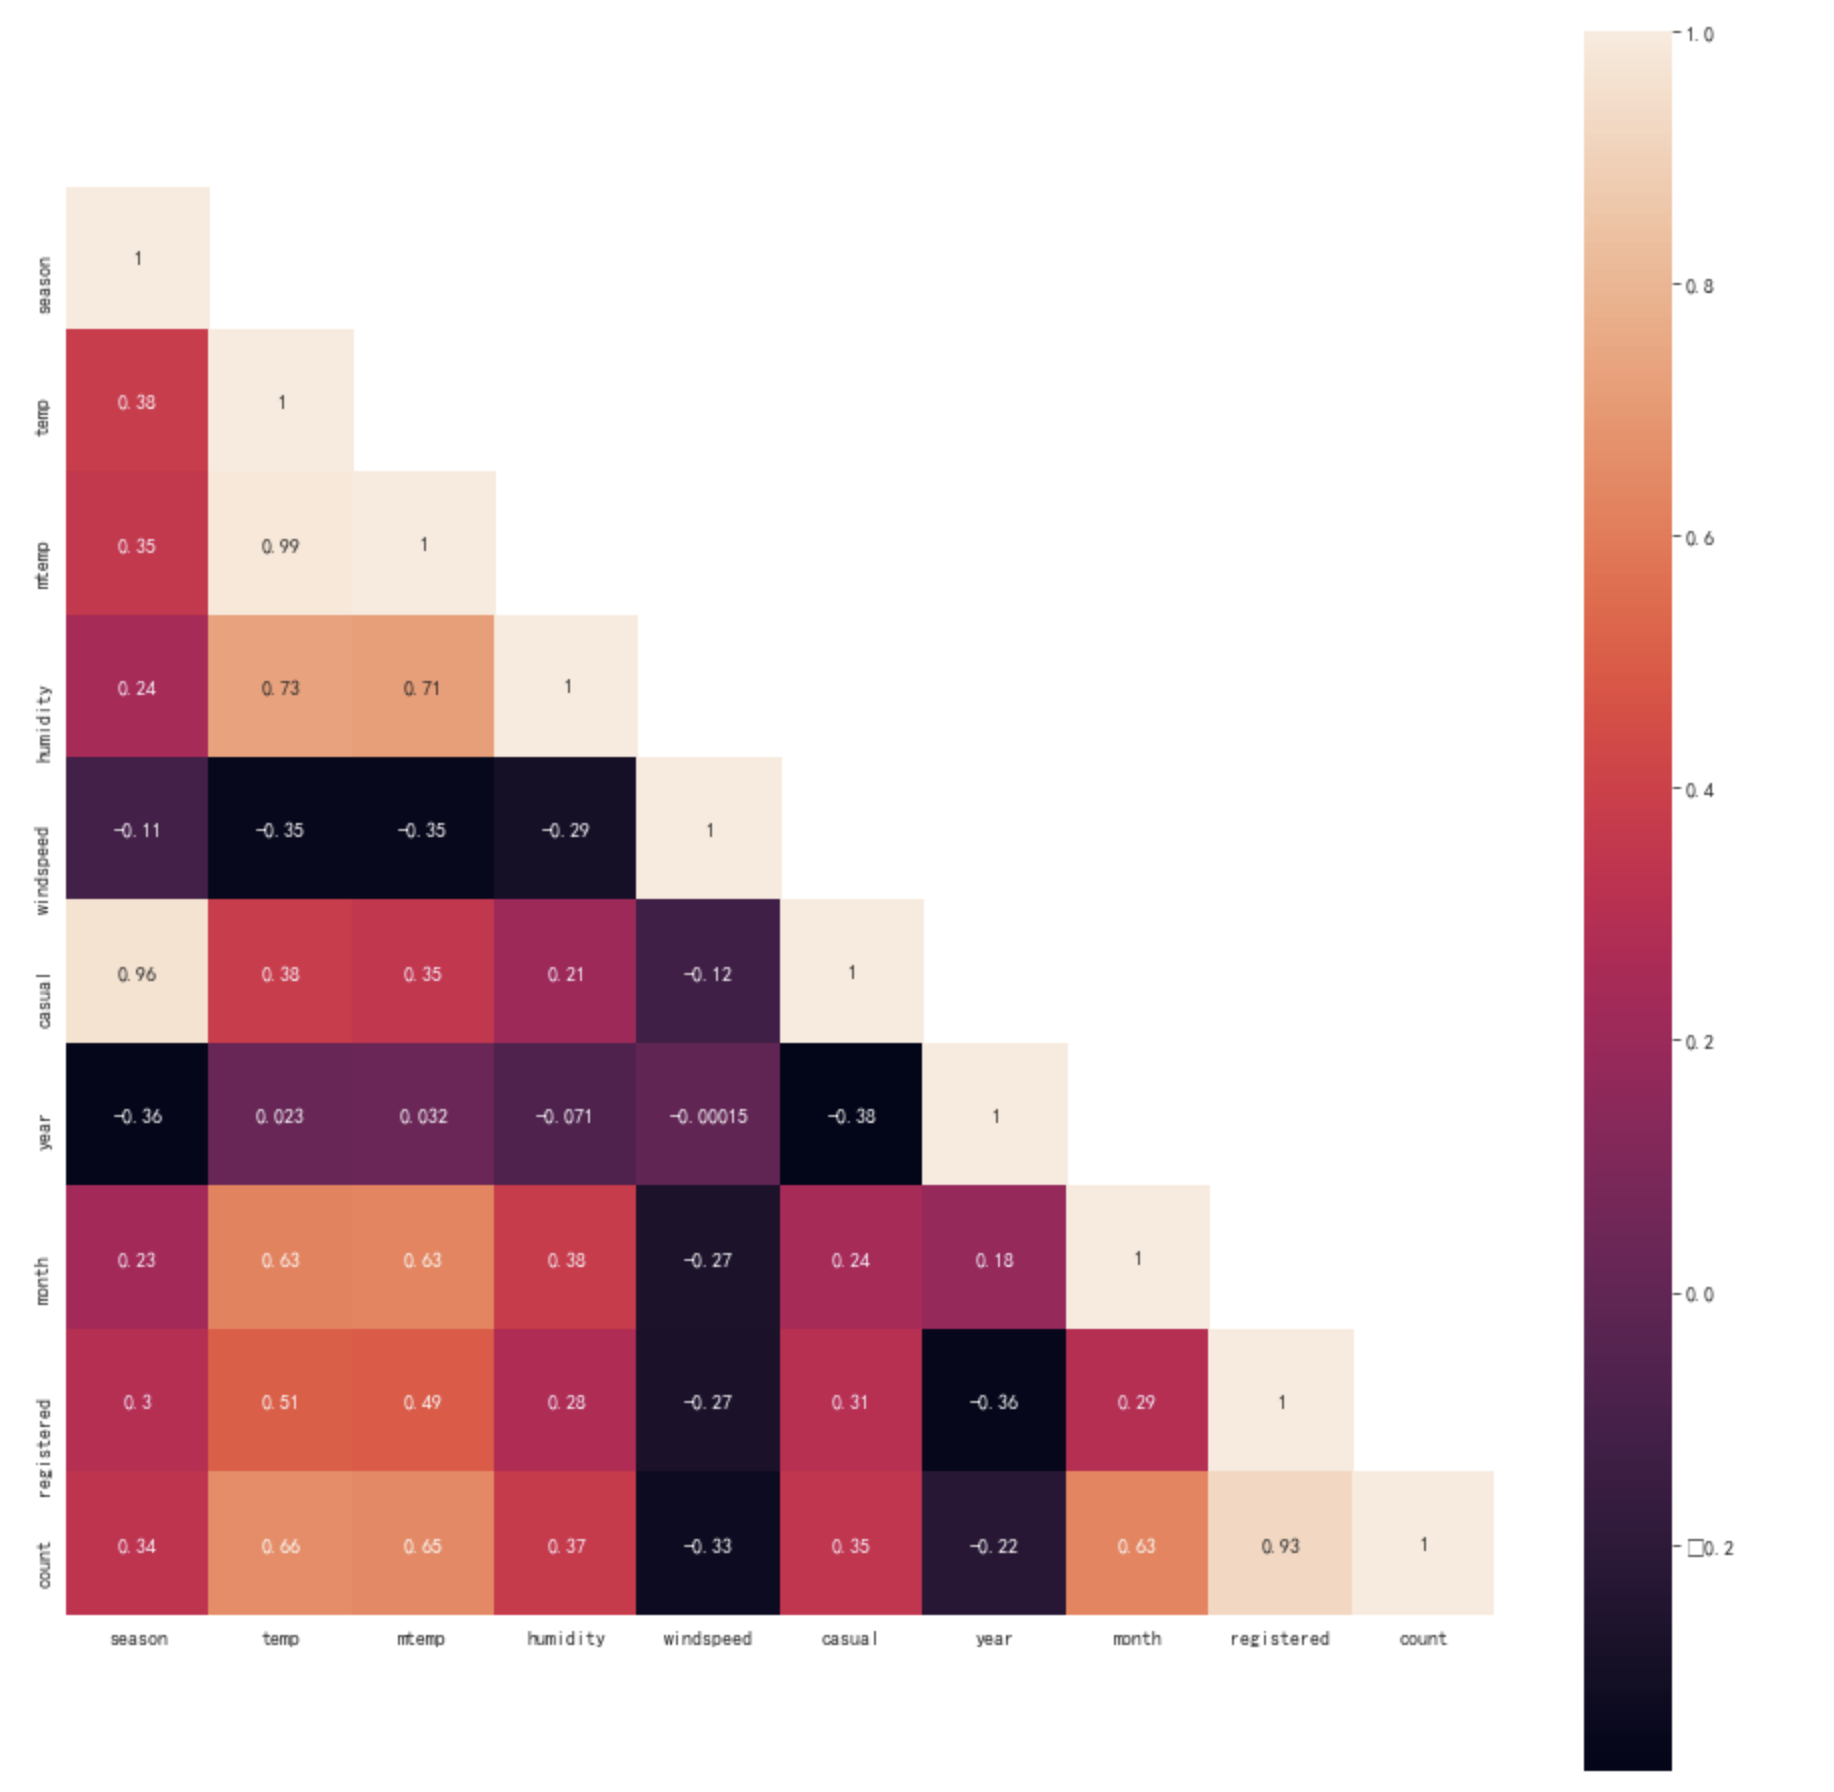 1.0
season 1
0.8
temp 0.38 1
mtemp 0.35 0.99 1
0.6
humidity 0.24 0.73 0.71 1
0.4
windspeed -0.11 -0.35 -0.35 -0.29 1
casual 0.96 0.38 0.35 0.21 -0.12 1
0.2
year -0.36 0.023 0.032 -0.071 -0.00015 -0.38 1
month 0.23 0.63 0.63 0.38 -0.27 0.24 0.18 1
0.0
registered 0.3 0.51 0.49 0.28 -0.27 0.31 -0.36 0.29 1
count 0.34 0.66 0.65 0.37 -0.33 0.35 -0.22 0.63 0.93 1
□0.2
season temp mtemp humidity windspeed casual year month registered count